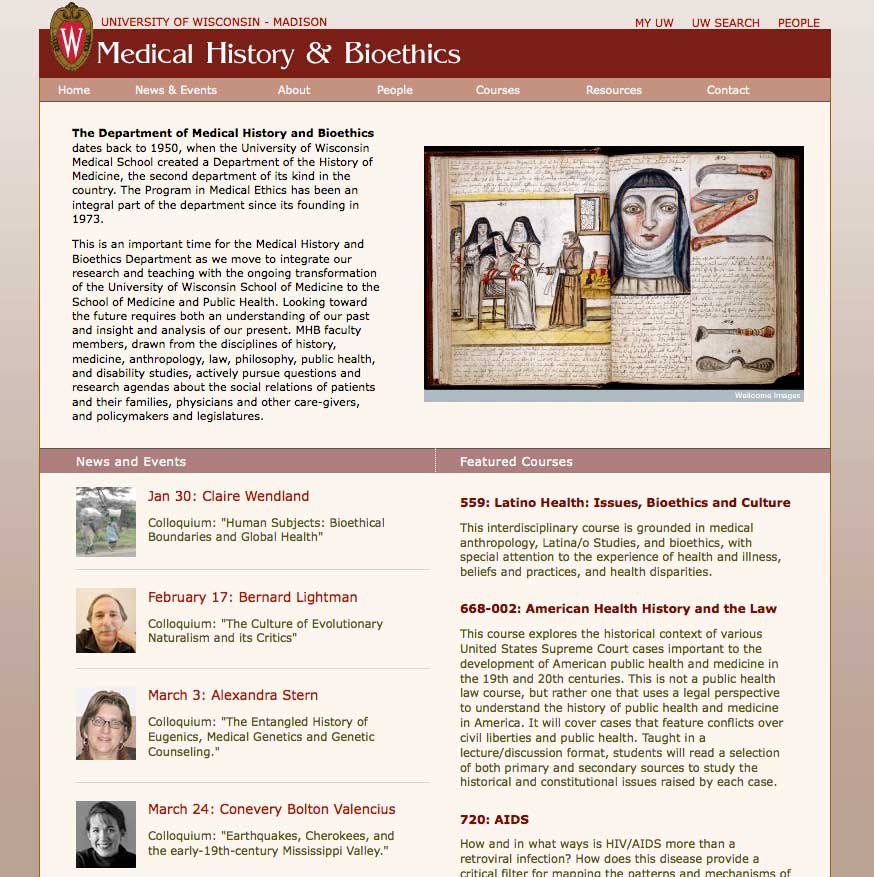 UNIVERSITY OF WISCONSIN - MADISON
MY UW UW SEARCH PEOPLE
W
Medical History & Bioethics
Home News & Events About People Courses Resources Contact
The Department of Medical History and Bioethics
dates back to 1950, when the University of Wisconsin
Medical School created a Department of the History of
Medicine, the second department of its kind in the
country. The Program in Medical Ethics has been an
integral part of the department since its founding in
1973.
This is an important time for the Medical History and
Bioethics Department as we move to integrate our
research and teaching with the ongoing transformation
of the University of Wisconsin School of Medicine to the
School of Medicine and Public Health. Looking toward
the future requires both an understanding of our past
and insight and analysis of our present. MHB faculty
members, drawn from the disciplines of history,
medicine, anthropology, law, philosophy, public health,
and disability studies, actively pursue questions and
research agendas about the social relations of patients
and their families, physicians and other care-givers,
and policymakers and legislatures.
Wellcome Images
News and Events
Jan 30: Claire Wendland
Colloquium: "Human Subjects: Bioethical
Boundaries and Global Health"
February 17: Bernard Lightman
Colloquium: "The Culture of Evolutionary
Naturalism and its Critics"
March 3: Alexandra Stern
Colloquium: "The Entangled History of
Eugenics, Medical Genetics and Genetic
Counseling."
March 24: Conevery Bolton Valencius
Colloquium: "Earthquakes, Cherokees, and
the early-19th-century Mississippi Valley."
Featured Courses
559: Latino Health: Issues, Bioethics and Culture
This interdisciplinary course is grounded in medical
anthropology, Latina/o Studies, and bioethics, with
special attention to the experience of health and illness,
beliefs and practices, and health disparities.
668-002: American Health History and the Law
This course explores the historical context of various
United States Supreme Court cases important to the
development of American public health and medicine in
the 19th and 20th centuries. This is not a public health
law course, but rather one that uses a legal perspective
to understand the history of public health and medicine
in America. It will cover cases that feature conflicts over
civil liberties and public health. Taught in a
lecture/discussion format, students will read a selection
of both primary and secondary sources to study the
historical and constitutional issues raised by each case.
720: AIDS
How and in what ways is HIV/AIDS more than a
retroviral infection? How does this disease provide a
critical filter for mapping the patterns and mechanisms of